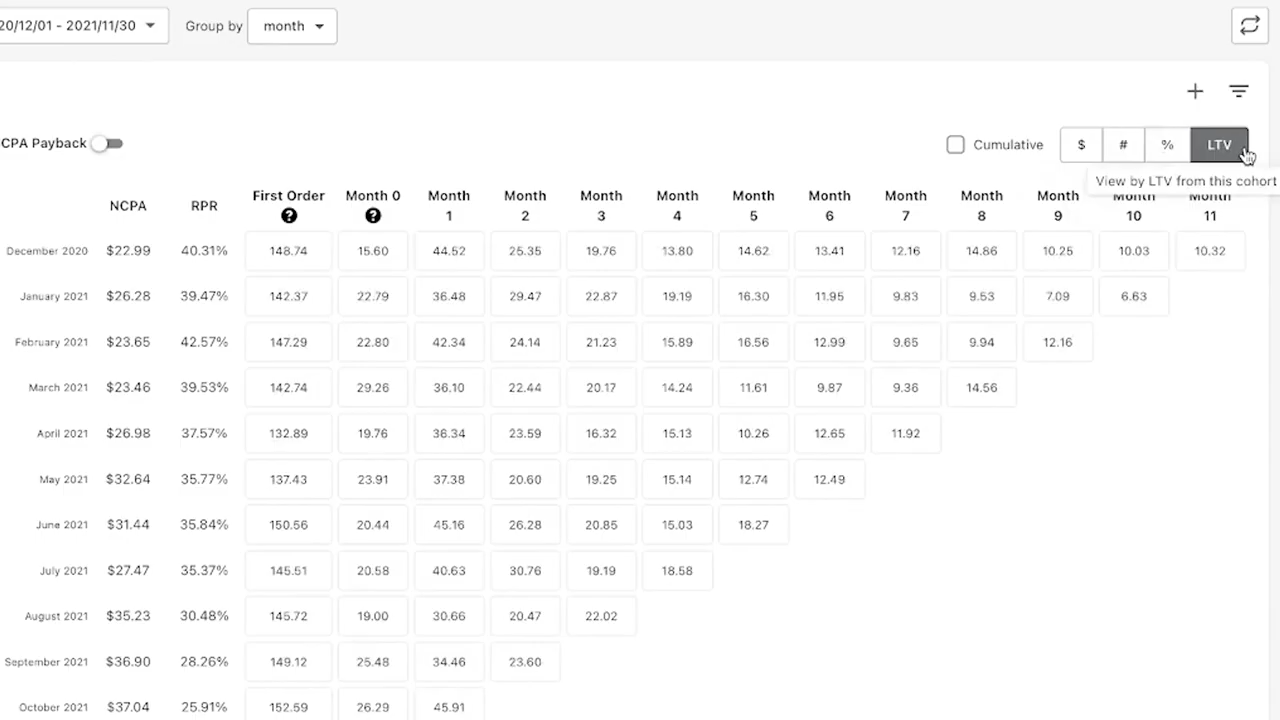 20/12/01 - 2021/11/30 Group by month
CPA Payback Cumulative $ # % LTV
View by LTV from this cohort
NCPA RPR First Order ? Month 0 ? Month 1 Month 2 Month 3 Month 4 Month 5 Month 6 Month 7 Month 8 Month 9 Month 10 Month 11
December 2020 $22.99 40.31% 148.74 15.60 44.52 25.35 19.76 13.80 14.62 13.41 12.16 14.86 10.25 10.03 10.32
January 2021 $26.28 39.47% 142.37 22.79 36.48 29.47 22.87 19.19 16.30 11.95 9.83 9.53 7.09 6.63
February 2021 $23.65 42.57% 147.29 22.80 42.34 24.14 21.23 15.89 16.56 12.99 9.65 9.94 12.16
March 2021 $23.46 39.53% 142.74 29.26 36.10 22.44 20.17 14.24 11.61 9.87 9.36 14.56
April 2021 $26.98 37.57% 132.89 19.76 36.34 23.59 16.32 15.13 10.26 12.65 11.92
May 2021 $32.64 35.77% 137.43 23.91 37.38 20.60 19.25 15.14 12.74 12.49
June 2021 $31.44 35.84% 150.56 20.44 45.16 26.28 20.85 15.03 18.27
July 2021 $27.47 35.37% 145.51 20.58 40.63 30.76 19.19 18.58
August 2021 $35.23 30.48% 145.72 19.00 30.66 20.47 22.02
September 2021 $36.90 28.26% 149.12 25.48 34.46 23.60
October 2021 $37.04 25.91% 152.59 26.29 45.91